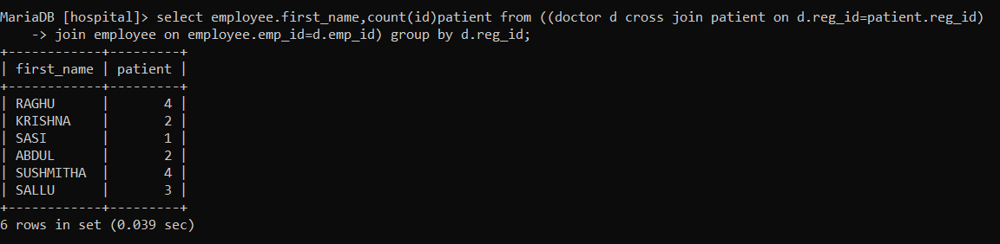 MariaDB [hospital]> select employee.first_name,count(id)patient from ((doctor d cross join patient on d.reg_id=patient.reg_id)
    -> join employee on employee.emp_id=d.emp_id) group by d.reg_id;
+------------+---------+
| first_name | patient |
+------------+---------+
| RAGHU      |       4 |
| KRISHNA    |       2 |
| SASI       |       1 |
| ABDUL      |       2 |
| SUSHMITHA  |       4 |
| SALLU      |       3 |
+------------+---------+
6 rows in set (0.039 sec)